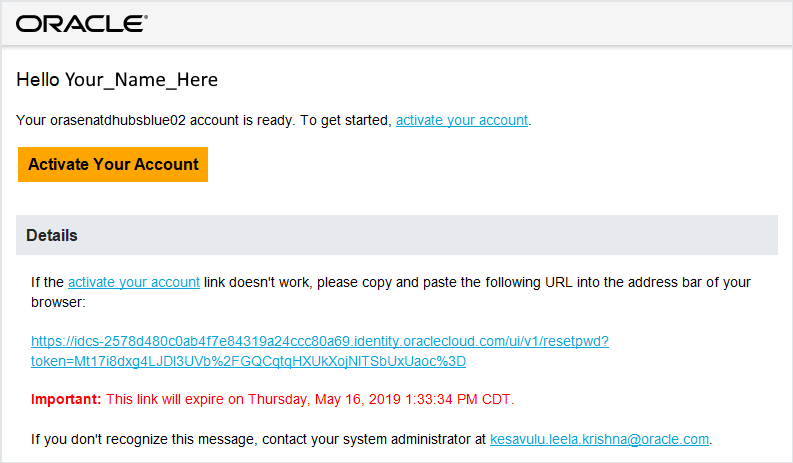 ORACLE®
Hello Your_Name_Here
Your orasenatdhubsblue02 account is ready. To get started, activate your account.
Activate Your Account
Details
If the activate your account link doesn't work, please copy and paste the following URL into the address bar of your
browser:
https://idcs-2578d480c0ab4f7e84319a24ccc80a69.identity.oraclecloud.com/ui/v1/resetpwd?
token=Mt17i8dxg4LJDl3UVb%2FGQCqtqHXUkXojNlTSbUxUaoc%3D
Important: This link will expire on Thursday, May 16, 2019 1:33:34 PM CDT.
If you don't recognize this message, contact your system administrator at kesavulu.leela.krishna@oracle.com.